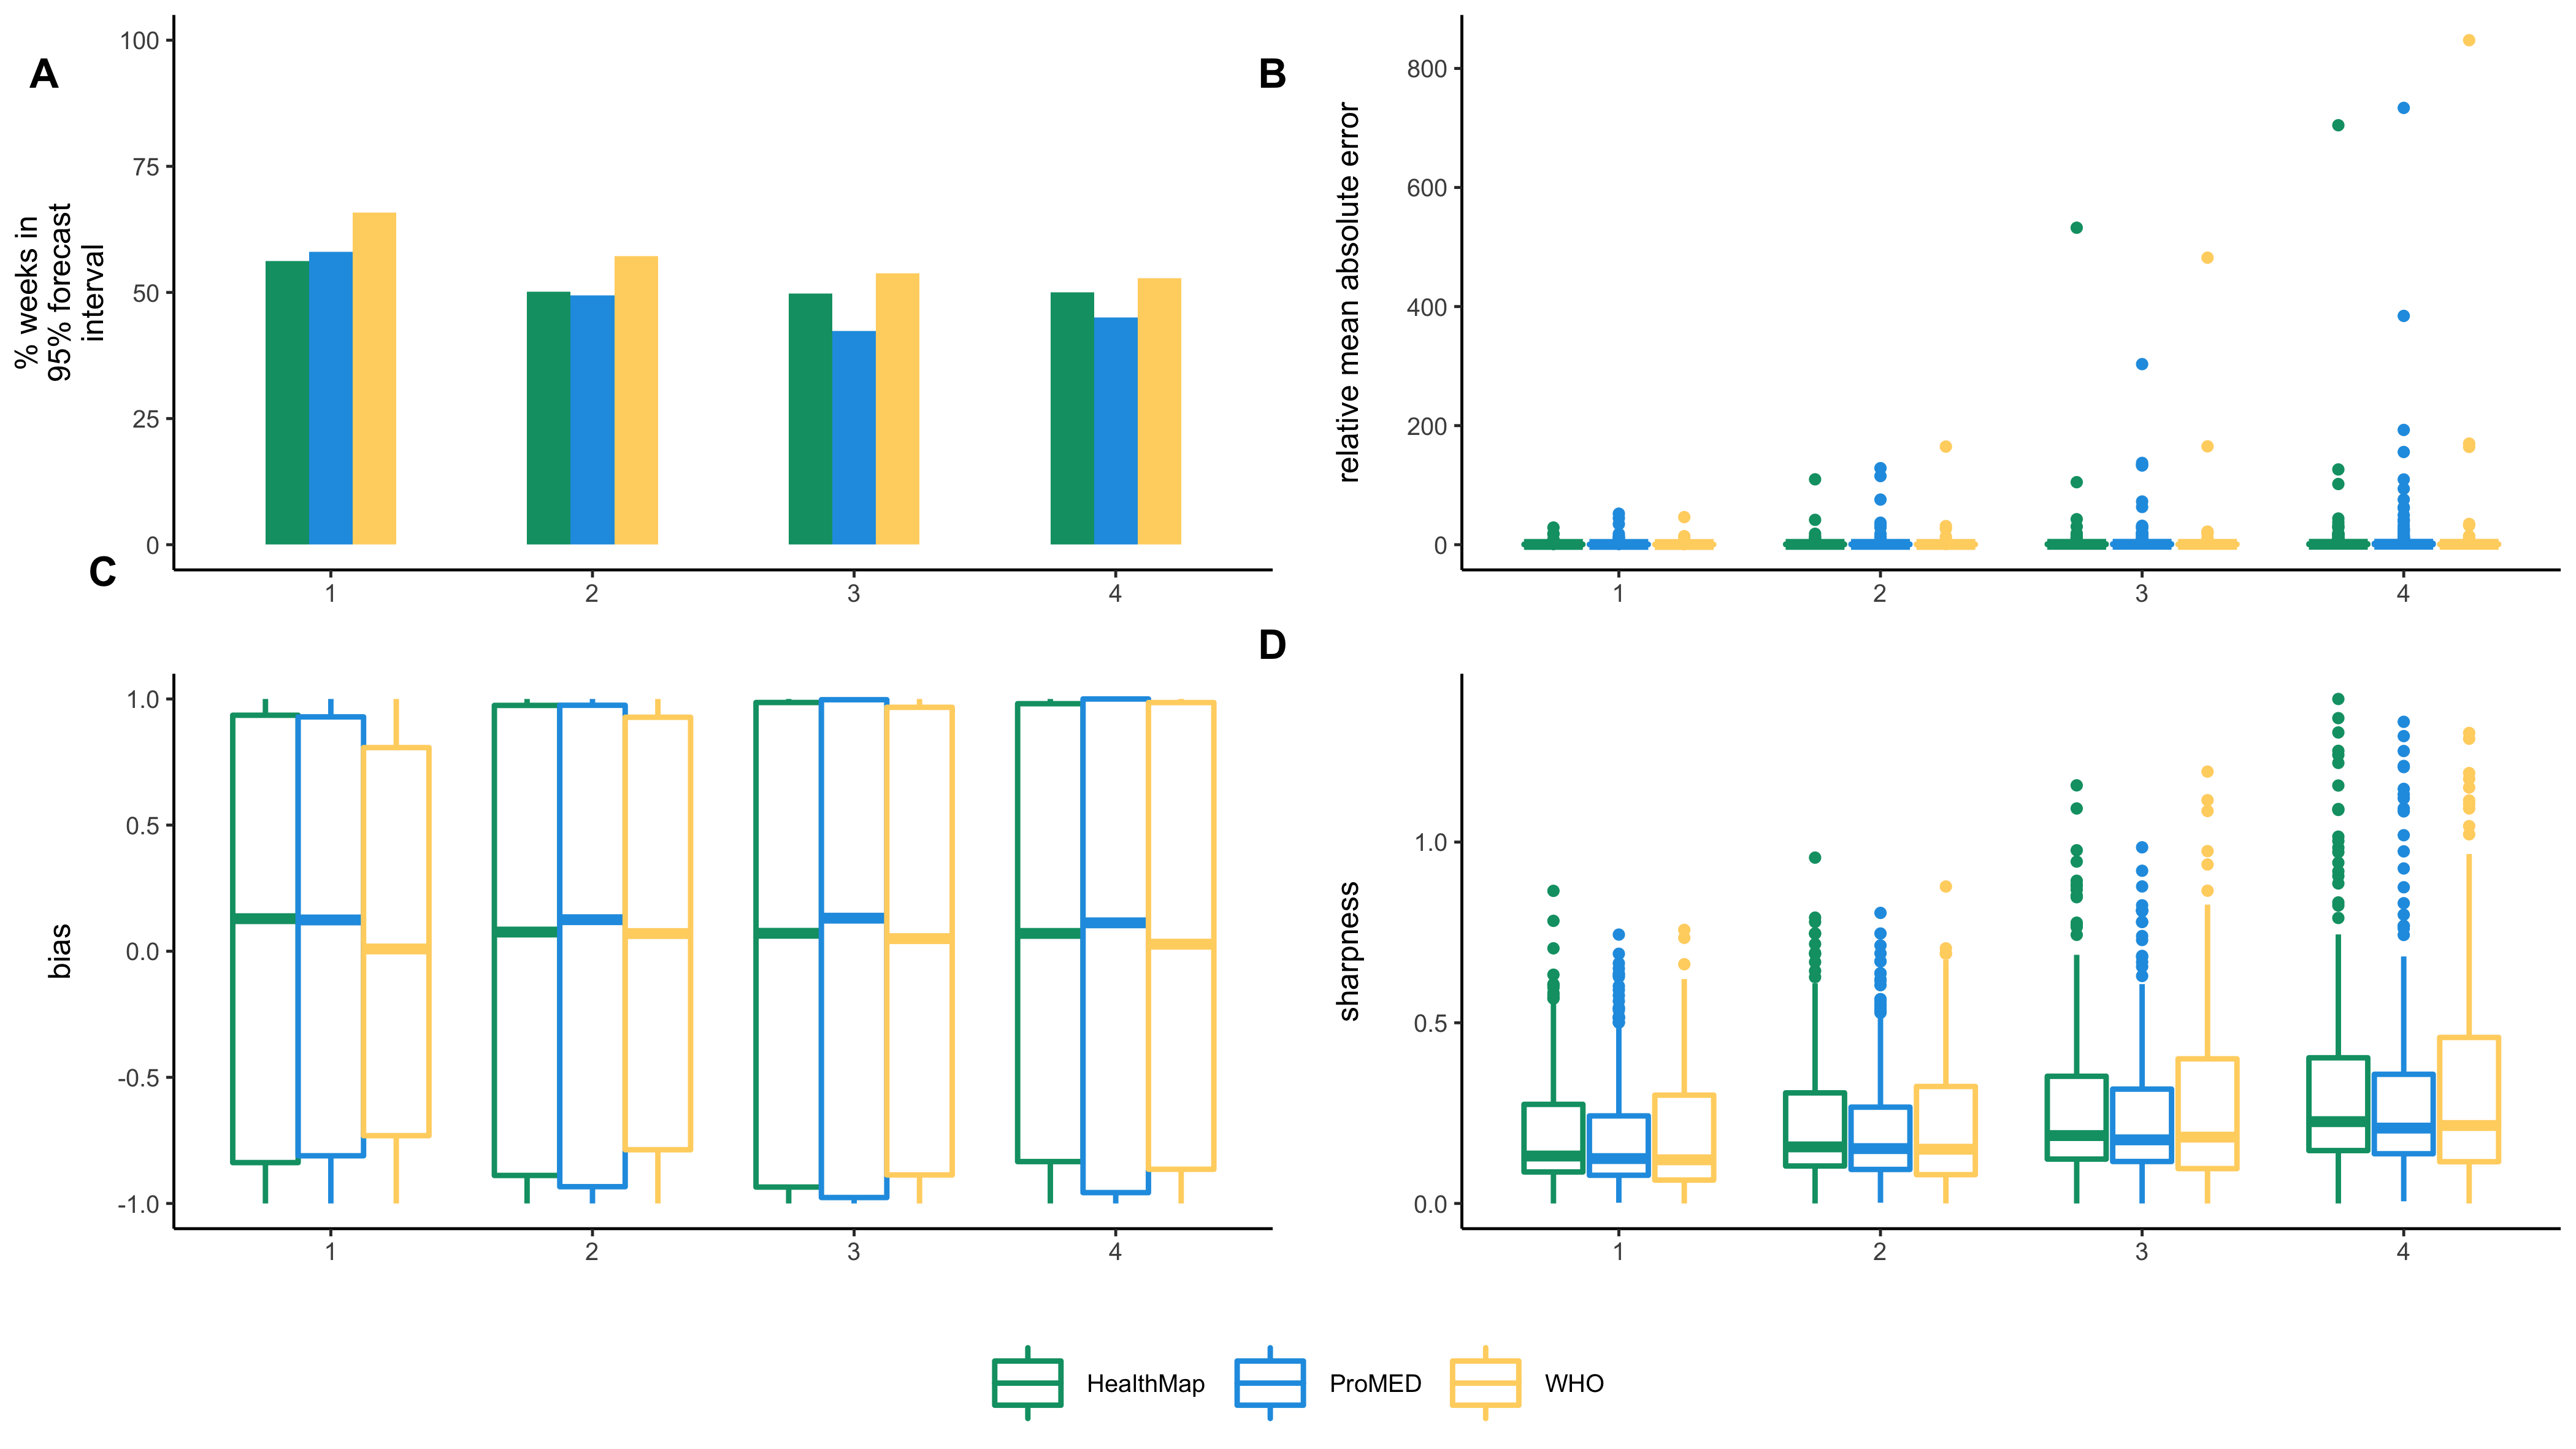 A
% weeks in
95% forecast
interval
100
75
50
25
0
1 2 3 4
B
relative mean absolute error
800
600
400
200
0
1 2 3 4
C
bias
1.0
0.5
0.0
-0.5
-1.0
1 2 3 4
D
sharpness
1.0
0.5
0.0
1 2 3 4
HealthMap ProMED WHO